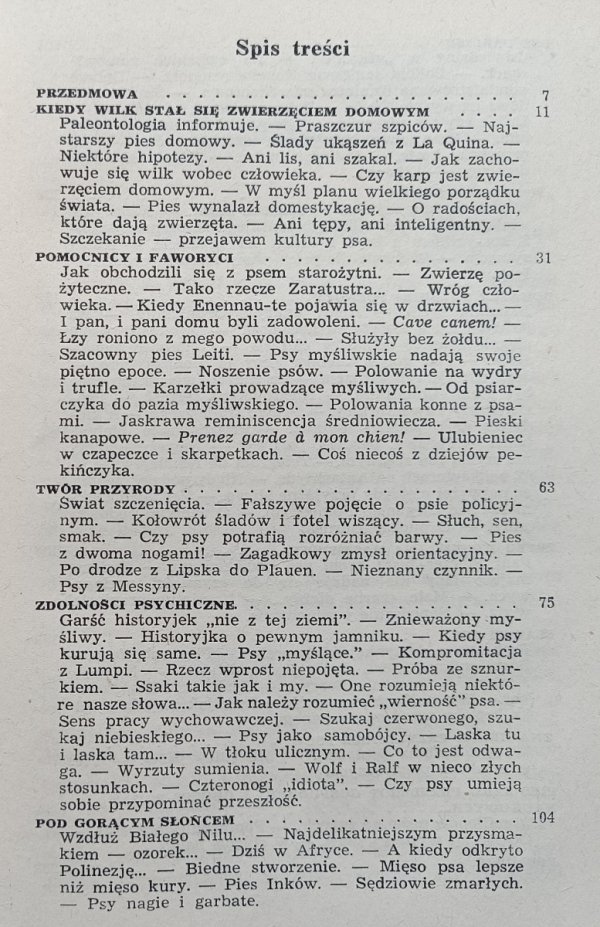 Spis treści
PRZEDMOWA . . . . . . . . . . . . . . . . . . . . . . 7
KIEDY WILK STAŁ SIĘ ZWIERZĘCIEM DOMOWYM . . . . 11
Paleontologia informuje. — Praszczur szpiców. — Naj-
starszy pies domowy. — Ślady ukąszeń z La Quina. —
Niektóre hipotezy. — Ani lis, ani szakal. — Jak zacho-
wuje się wilk wobec człowieka. — Czy karp jest zwie-
rzęciem domowym. — W myśl planu wielkiego porządku
świata. — Pies wynalazł domestykację. — O radościach,
które dają zwierzęta. — Ani tępy, ani inteligentny. —
Szczekanie — przejawem kultury psa.
POMOCNICY I FAWORYCI . . . . . . . . . . . . . . . . 31
Jak obchodzili się z psem starożytni. — Zwierzę po-
żyteczne. — Tako rzecze Zaratustra... — Wróg czło-
wieka. — Kiedy Enennau-te pojawia się w drzwiach... —
I pan, i pani domu byli zadowoleni. — Cave canem! —
Łzy roniono z mego powodu... — Służyły bez żołdu... —
Szacowny pies Leiti. — Psy myśliwskie nadają swoje
piętno epoce. — Noszenie psów. — Polowanie na wydry
i trufle. — Karzełki prowadzące myśliwych. — Od psiar-
czyka do pazia myśliwskiego. — Polowania konne z psa-
mi. — Jaskrawa reminiscencja średniowiecza. — Pieski
kanapowe. — Prenez garde à mon chien! — Ulubieniec
w czapeczce i skarpetkach. — Coś niecoś z dziejów pe-
kińczyka.
TWÓR PRZYRODY . . . . . . . . . . . . . . . . . . . . 63
Świat szczenięcia. — Fałszywe pojęcie o psie policyj-
nym. — Kołowrót śladów i fotel wiszący. — Słuch, sen,
smak. — Czy psy potrafią rozróżniać barwy. — Pies
z dwoma nogami! — Zagadkowy zmysł orientacyjny. —
Po drodze z Lipska do Plauen. — Nieznany czynnik. —
Psy z Messyny.
ZDOLNOŚCI PSYCHICZNE. . . . . . . . . . . . . . . . . 75
Garść historyjek „nie z tej ziemi”. — Znieważony my-
śliwy. — Historyjka o pewnym jamniku. — Kiedy psy
kurują się same. — Psy „myślące.” — Kompromitacja
z Lumpi. — Rzecz wprost niepojęta. — Próba ze sznur-
kiem. — Ssaki takie jak i my. — One rozumieją niektó-
re nasze słowa... — Jak należy rozumieć „wierność” psa. —
Sens pracy wychowawczej. — Szukaj czerwonego, szu-
kaj niebieskiego... — Psy jako samobójcy. — Laska tu
i laska tam... — W tłoku ulicznym. — Co to jest odwa-
ga. — Wyrzuty sumienia. — Wolf i Ralf w nieco złych
stosunkach. — Czteronogi „idiota”. — Czy psy umieją
sobie przypominać przeszłość.
POD GORĄCYM SŁOŃCEM . . . . . . . . . . . . . . . . 104
Wzdłuż Białego Nilu... — Najdelikatniejszym przysma-
kiem — ozorek... — Dziś w Afryce. — A kiedy odkryto
Polinezję... — Biedne stworzenie. — Mięso psa lepsze
niż mięso kury. — Pies Inków. — Sędziowie zmarłych.
— Psy nagie i garbate.